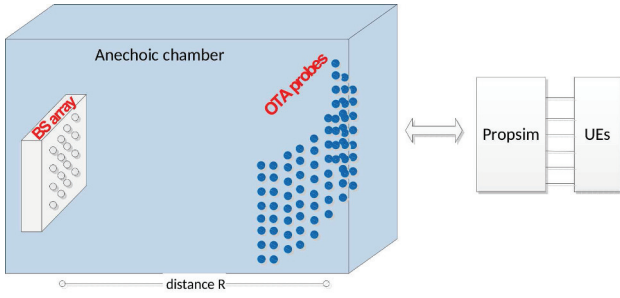 Anechoic chamber
BS array
OTA probes
Propsim
UEs
distance R